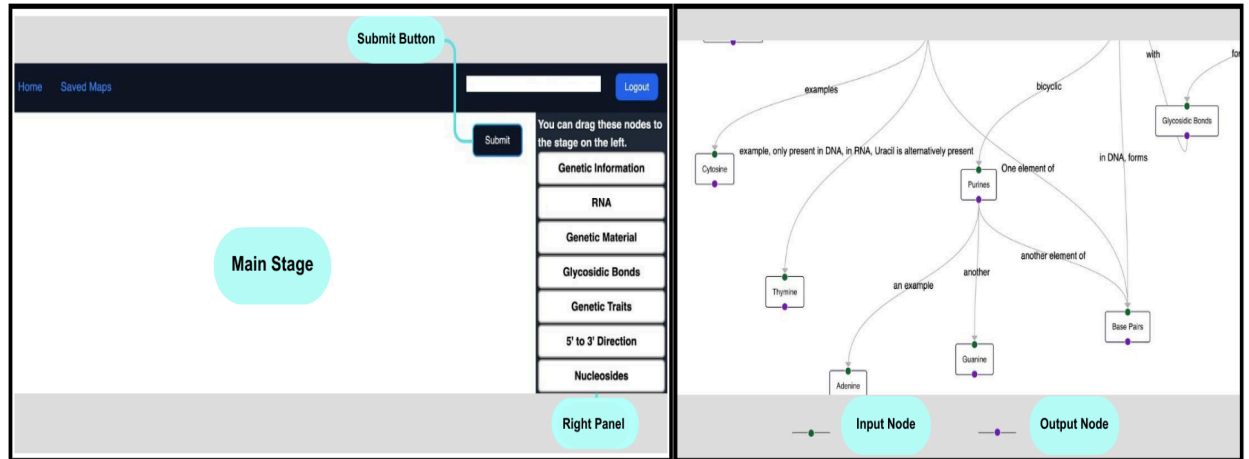 Submit Button
Home
Saved Maps
Logout
Submit
You can drag these nodes to
the stage on the left.
Genetic Information
RNA
Genetic Material
Glycosidic Bonds
Genetic Traits
5' to 3' Direction
Nucleosides
Main Stage
Right Panel
with
for
examples
bicyclic
Glycosidic Bonds
example, only present in DNA, in RNA, Uracil is alternatively present
in DNA, forms
Cytosine
One element of
Purines
another element of
another
an example
Thymine
Base Pairs
Guanine
Adenine
Input Node
Output Node